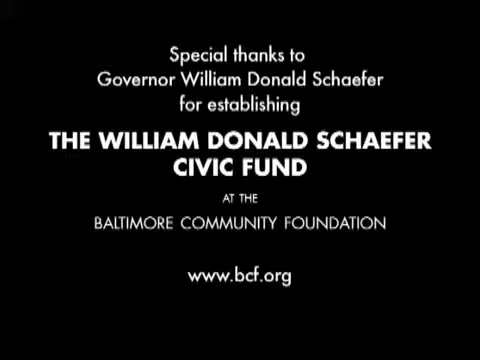 Special thanks to
Governor William Donald Schaefer
for establishing
THE WILLIAM DONALD SCHAEFER
CIVIC FUND
AT THE
BALTIMORE COMMUNITY FOUNDATION
www.bcf.org